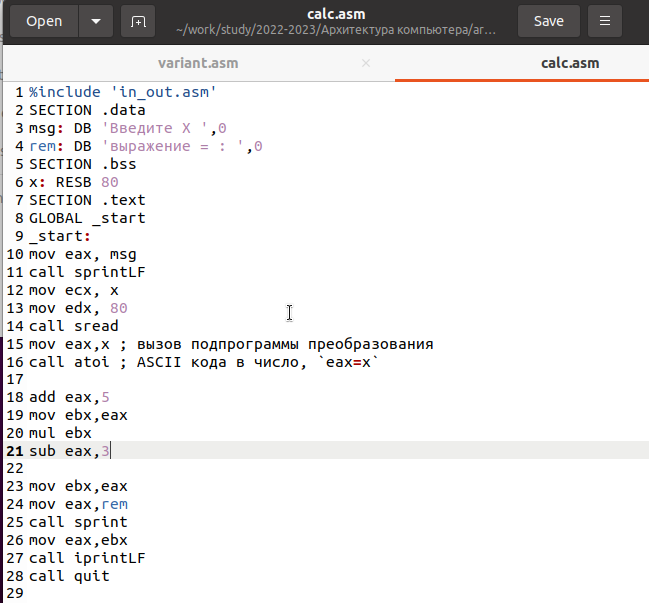 Open
calc.asm
~/work/study/2022-2023/Архитектура компьютера/ar...
Save
variant.asm
calc.asm
1 %include 'in_out.asm'
2 SECTION .data
3 msg: DB 'Введите X ',0
4 rem: DB 'выражение = : ',0
5 SECTION .bss
6 x: RESB 80
7 SECTION .text
8 GLOBAL _start
9 _start:
10 mov eax, msg
11 call sprintLF
12 mov ecx, x
13 mov edx, 80
14 call sread
15 mov eax,x ; вызов подпрограммы преобразования
16 call atoi ; ASCII кода в число, `eax=x`
17
18 add eax,5
19 mov ebx,eax
20 mul ebx
21 sub eax,3
22
23 mov ebx,eax
24 mov eax,rem
25 call sprint
26 mov eax,ebx
27 call iprintLF
28 call quit
29